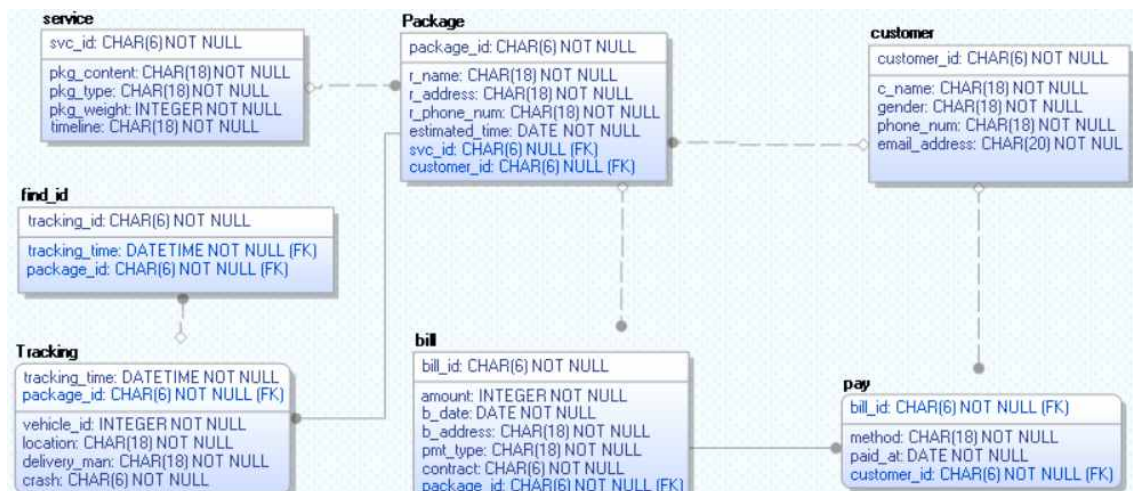 service
svc_id: CHAR(6) NOT NULL
pkg_content: CHAR(18) NOT NULL
pkg_type: CHAR(18) NOT NULL
pkg_weight: INTEGER NOT NULL
timeline: CHAR(18) NOT NULL
Package
package_id: CHAR(6) NOT NULL
r_name: CHAR(18) NOT NULL
r_address: CHAR(18) NOT NULL
r_phone_num: CHAR(18) NOT NULL
estimated_time: DATE NOT NULL
svc_id: CHAR(6) NULL (FK)
customer_id: CHAR(6) NULL (FK)
customer
customer_id: CHAR(6) NOT NULL
c_name: CHAR(18) NOT NULL
gender: CHAR(18) NOT NULL
phone_num: CHAR(18) NOT NULL
email_address: CHAR(20) NOT NUL
find_id
tracking_id: CHAR(6) NOT NULL
tracking_time: DATETIME NOT NULL (FK)
package_id: CHAR(6) NOT NULL (FK)
Tracking
tracking_time: DATETIME NOT NULL
package_id: CHAR(6) NOT NULL (FK)
vehicle_id: INTEGER NOT NULL
location: CHAR(18) NOT NULL
delivery_man: CHAR(18) NOT NULL
crash: CHAR(6) NOT NULL
bill
bill_id: CHAR(6) NOT NULL
amount: INTEGER NOT NULL
b_date: DATE NOT NULL
b_address: CHAR(18) NOT NULL
pmt_type: CHAR(18) NOT NULL
contract: CHAR(6) NOT NULL
package_id: CHAR(6) NOT NULL (FK)
pay
bill_id: CHAR(6) NOT NULL (FK)
method: CHAR(18) NOT NULL
paid_at: DATE NOT NULL
customer_id: CHAR(6) NOT NULL (FK)